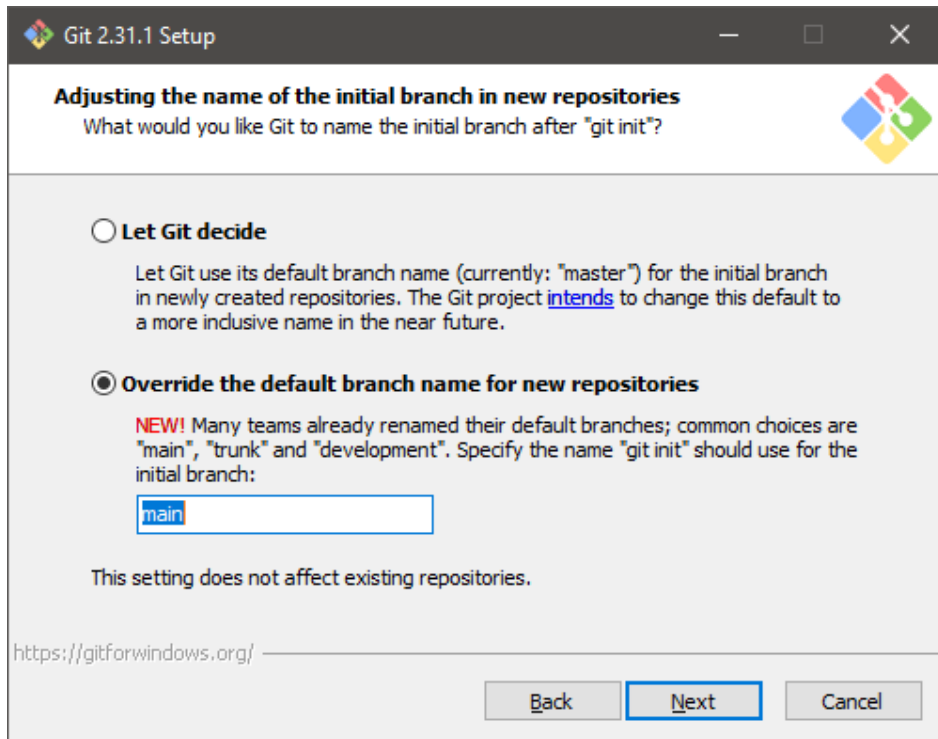 Git 2.31.1 Setup
Adjusting the name of the initial branch in new repositories
What would you like Git to name the initial branch after "git init"?
Let Git decide
Let Git use its default branch name (currently: "master") for the initial branch
in newly created repositories. The Git project intends to change this default to
a more inclusive name in the near future.
Override the default branch name for new repositories
NEW! Many teams already renamed their default branches; common choices are
"main", "trunk" and "development". Specify the name "git init" should use for the
initial branch:
main
This setting does not affect existing repositories.
https://gitforwindows.org/
Back
Next
Cancel